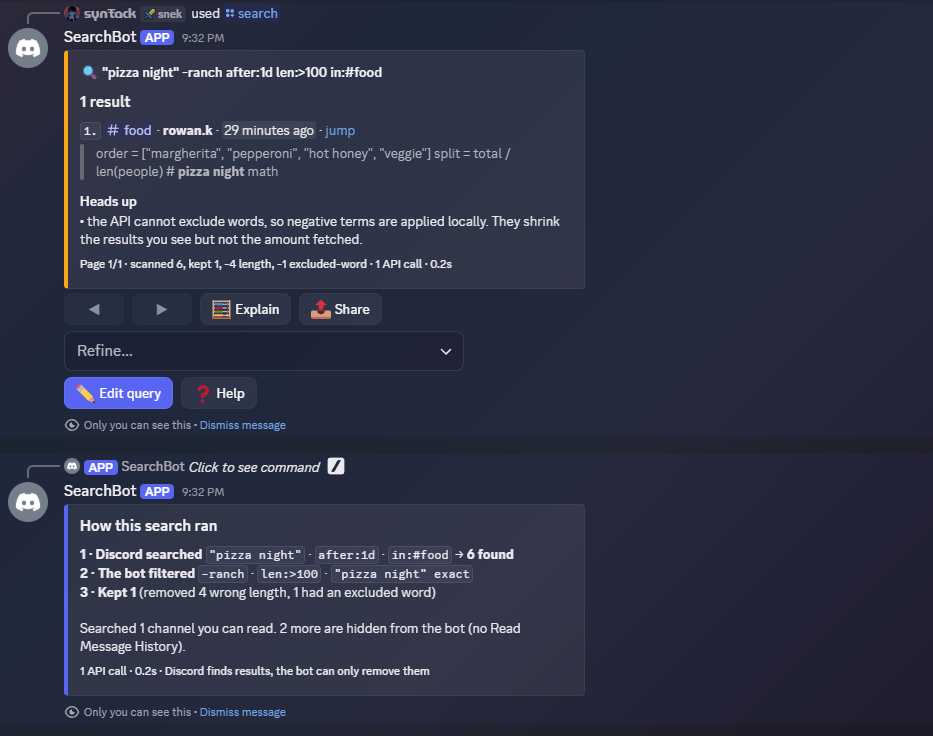 syntack snek used search
SearchBot APP 9:32 PM
"pizza night" -ranch after:1d len:>100 in:#food
1 result
1. # food · rowan.k · 29 minutes ago · jump
order = ["margherita", "pepperoni", "hot honey", "veggie"] split = total /
len(people) # pizza night math
Heads up
• the API cannot exclude words, so negative terms are applied locally. They shrink
the results you see but not the amount fetched.
Page 1/1 · scanned 6, kept 1, -4 length, -1 excluded-word · 1 API call · 0.2s
Explain
Share
Refine...
Edit query
Help
Only you can see this • Dismiss message
APP SearchBot Click to see command
SearchBot APP 9:32 PM
How this search ran
1 · Discord searched "pizza night" · after:1d · in:#food → 6 found
2 · The bot filtered -ranch · len:>100 · "pizza night" exact
3 · Kept 1 (removed 4 wrong length, 1 had an excluded word)
Searched 1 channel you can read. 2 more are hidden from the bot (no Read
Message History).
1 API call · 0.2s · Discord finds results, the bot can only remove them
Only you can see this • Dismiss message